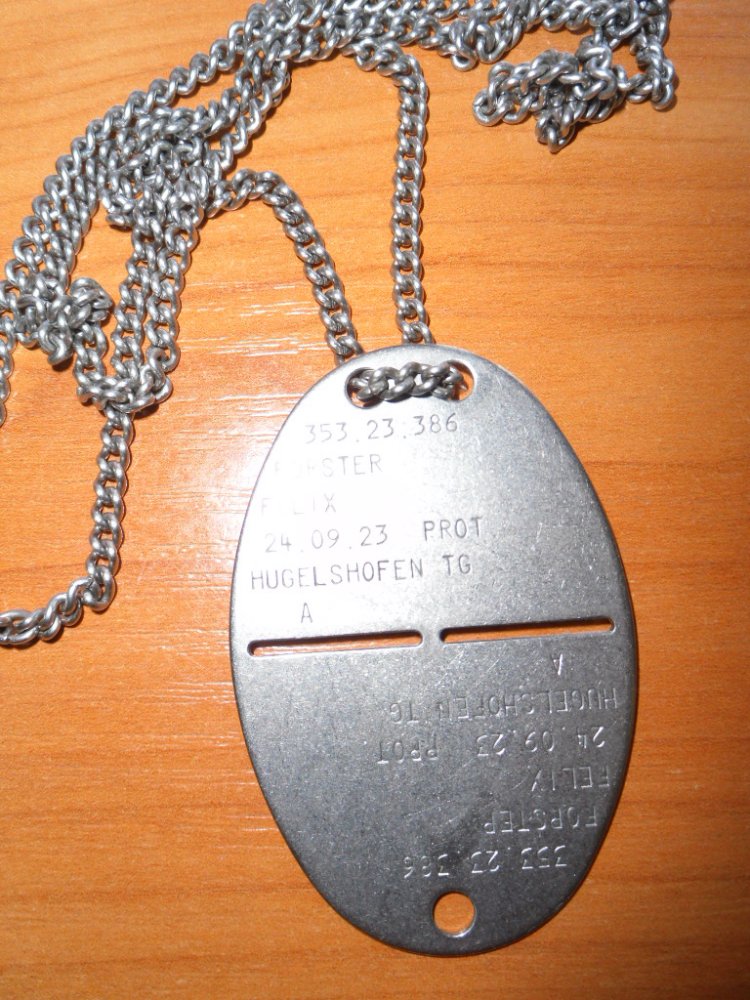 353.23.386
FORSTER
FELIX
24.09.23 PROT
HUGELSHOFEN TG
A
A
HUGELSHOFEN TG
24.09.23 PROT
FELIX
FORSTER
353.23.386